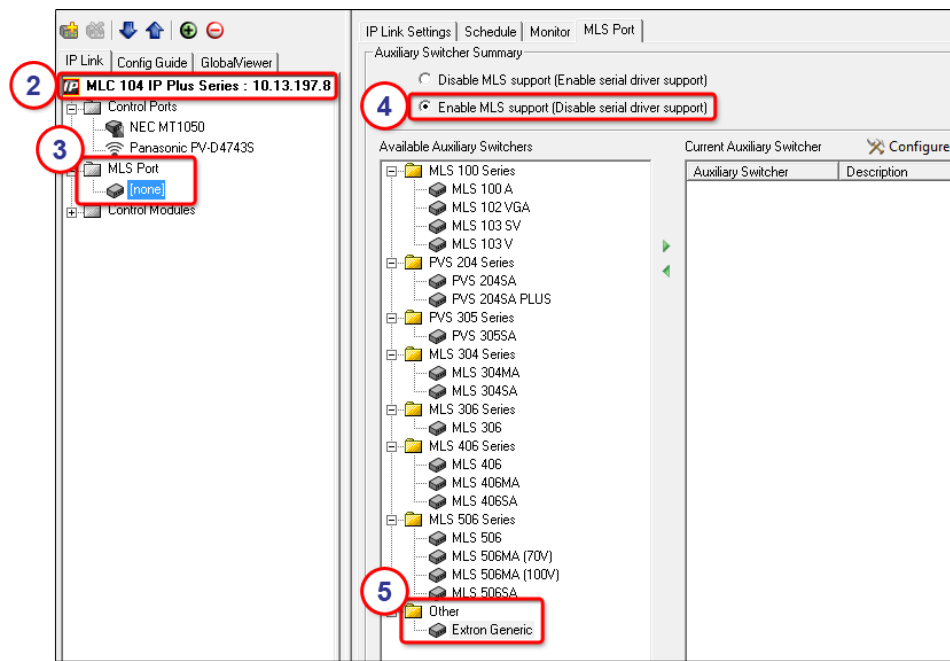 IP Link
Config Guide
GlobalViewer
2
MLC 104 IP Plus Series : 10.13.197.8
Control Ports
NEC MT1050
Panasonic PV-D4743S
3
MLS Port
[none]
Control Modules
IP Link Settings
Schedule
Monitor
MLS Port
Auxiliary Switcher Summary
Disable MLS support (Enable serial driver support)
4
Enable MLS support (Disable serial driver support)
Available Auxiliary Switchers
MLS 100 Series
MLS 100 A
MLS 102 VGA
MLS 103 SV
MLS 103 V
PVS 204 Series
PVS 204SA
PVS 204SA PLUS
PVS 305 Series
PVS 305SA
MLS 304 Series
MLS 304MA
MLS 304SA
MLS 306 Series
MLS 306
MLS 406 Series
MLS 406
MLS 406MA
MLS 406SA
MLS 506 Series
MLS 506
MLS 506MA (70V)
MLS 506MA (100V)
MLS 506SA
5
Other
Extron Generic
Current Auxiliary Switcher
Configure
Auxiliary Switcher
Description